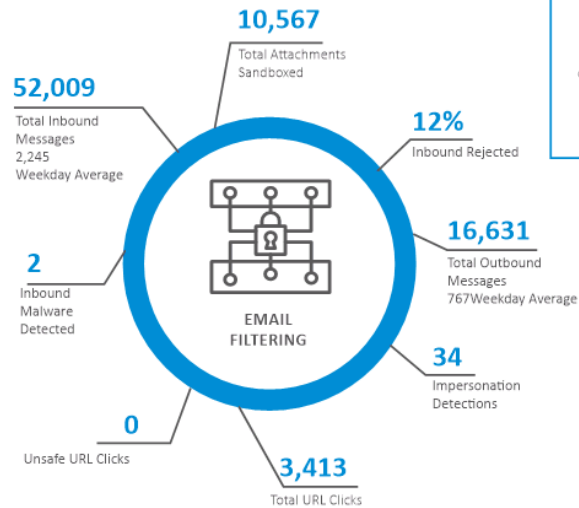 10,567
Total Attachments
Sandboxed
52,009
Total Inbound
Messages
2,245
Weekday Average
12%
Inbound Rejected
16,631
Total Outbound
Messages
767Weekday Average
2
Inbound
Malware
Detected
EMAIL
FILTERING
34
Impersonation
Detections
0
Unsafe URL Clicks
3,413
Total URL Clicks